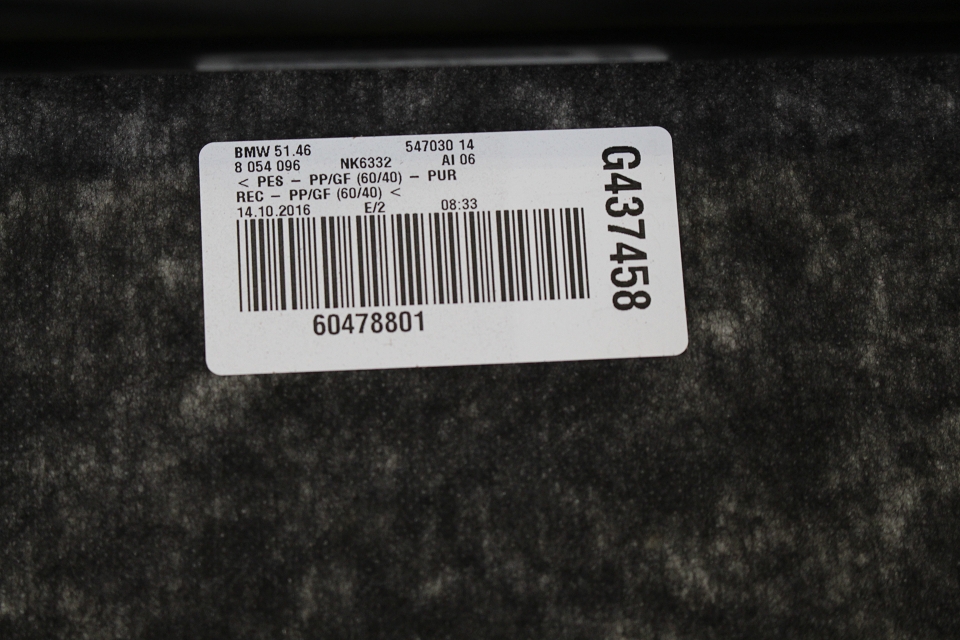 BMW 51.46 547030 14
8 054 096 NK6332 AI 06
< PES – PP/GF (60/40) – PUR
REC – PP/GF (60/40) <
14.10.2016 E/2 08:33
60478801
G437458